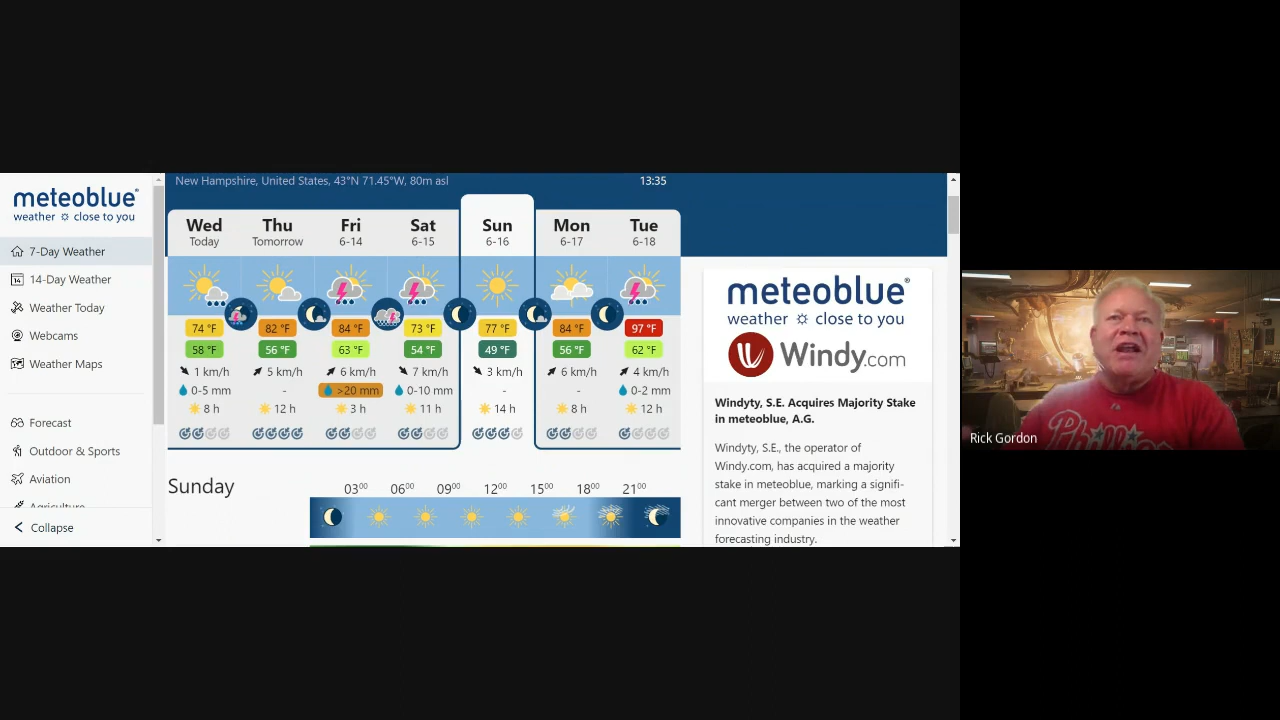 meteoblue®
weather ☼ close to you
7-Day Weather
14-Day Weather
Weather Today
Webcams
Weather Maps
Forecast
Outdoor & Sports
Aviation
Agriculture
Collapse
New Hampshire, United States, 43°N 71.45°W, 80m asl 13:35
Wed Thu Fri Sat Sun Mon Tue
Today Tomorrow 6-14 6-15 6-16 6-17 6-18
74 °F 82 °F 84 °F 73 °F 77 °F 84 °F 97 °F
58 °F 56 °F 63 °F 54 °F 49 °F 56 °F 62 °F
1 km/h 5 km/h 6 km/h 7 km/h 3 km/h 6 km/h 4 km/h
0-5 mm - >20 mm 0-10 mm - - 0-2 mm
8 h 12 h 3 h 11 h 14 h 8 h 12 h
Sunday
03⁰⁰ 06⁰⁰ 09⁰⁰ 12⁰⁰ 15⁰⁰ 18⁰⁰ 21⁰⁰
meteoblue®
weather ☼ close to you
Windy.com
Windyty, S.E. Acquires Majority Stake
in meteoblue, A.G.
Windyty, S.E., the operator of
Windy.com, has acquired a majority
stake in meteoblue, marking a signifi-
cant merger between two of the most
innovative companies in the weather
forecasting industry.
Phillies
Rick Gordon